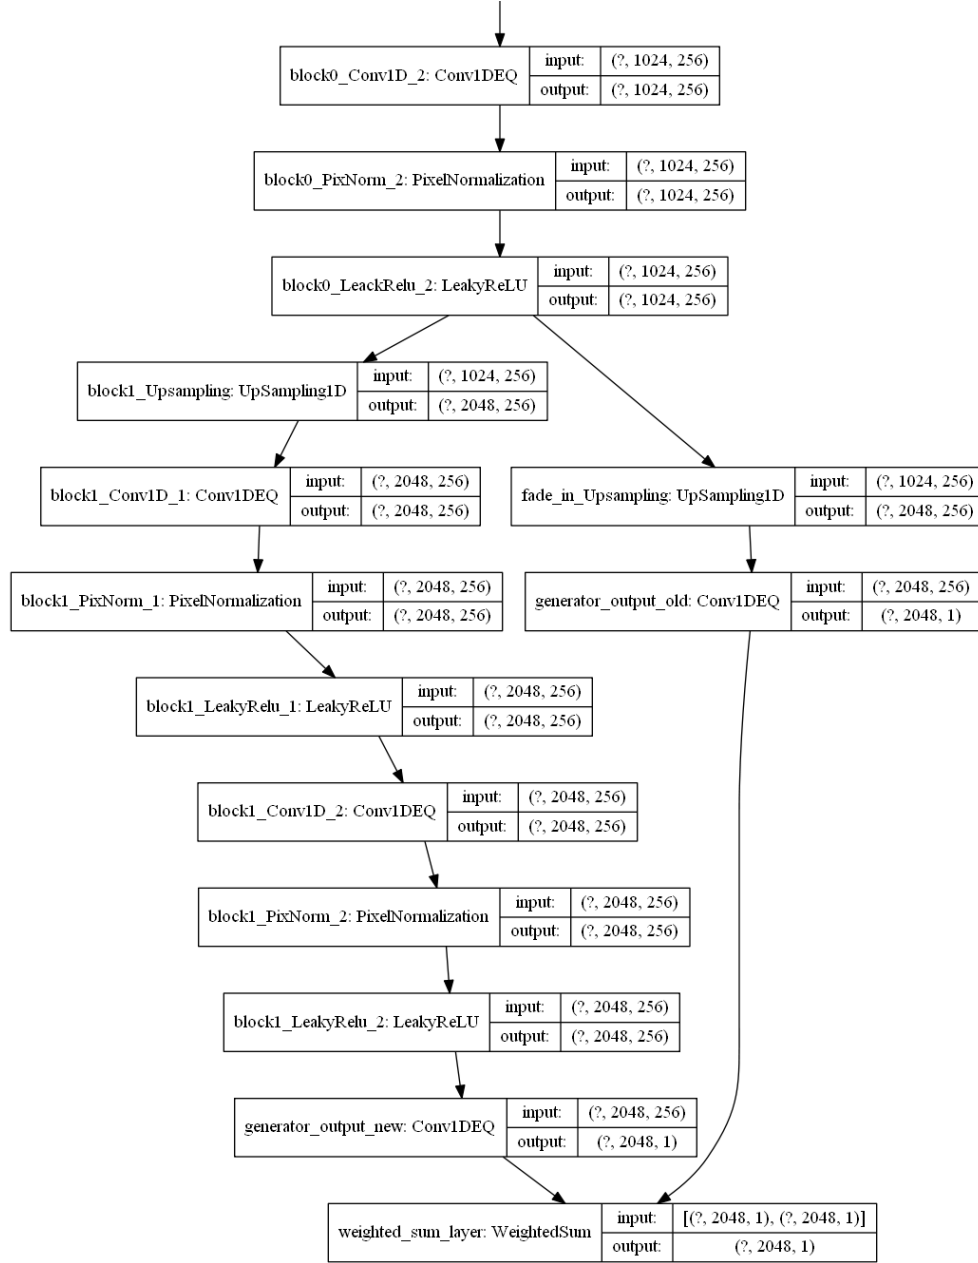 block0_Conv1D_2: Conv1DEQ
input: (?, 1024, 256)
output: (?, 1024, 256)
block0_PixNorm_2: PixelNormalization
input: (?, 1024, 256)
output: (?, 1024, 256)
block0_LeackRelu_2: LeakyReLU
input: (?, 1024, 256)
output: (?, 1024, 256)
block1_Upsampling: UpSampling1D
input: (?, 1024, 256)
output: (?, 2048, 256)
block1_Conv1D_1: Conv1DEQ
input: (?, 2048, 256)
output: (?, 2048, 256)
fade_in_Upsampling: UpSampling1D
input: (?, 1024, 256)
output: (?, 2048, 256)
block1_PixNorm_1: PixelNormalization
input: (?, 2048, 256)
output: (?, 2048, 256)
generator_output_old: Conv1DEQ
input: (?, 2048, 256)
output: (?, 2048, 1)
block1_LeakyRelu_1: LeakyReLU
input: (?, 2048, 256)
output: (?, 2048, 256)
block1_Conv1D_2: Conv1DEQ
input: (?, 2048, 256)
output: (?, 2048, 256)
block1_PixNorm_2: PixelNormalization
input: (?, 2048, 256)
output: (?, 2048, 256)
block1_LeakyRelu_2: LeakyReLU
input: (?, 2048, 256)
output: (?, 2048, 256)
generator_output_new: Conv1DEQ
input: (?, 2048, 256)
output: (?, 2048, 1)
weighted_sum_layer: WeightedSum
input: [(?, 2048, 1), (?, 2048, 1)]
output: (?, 2048, 1)